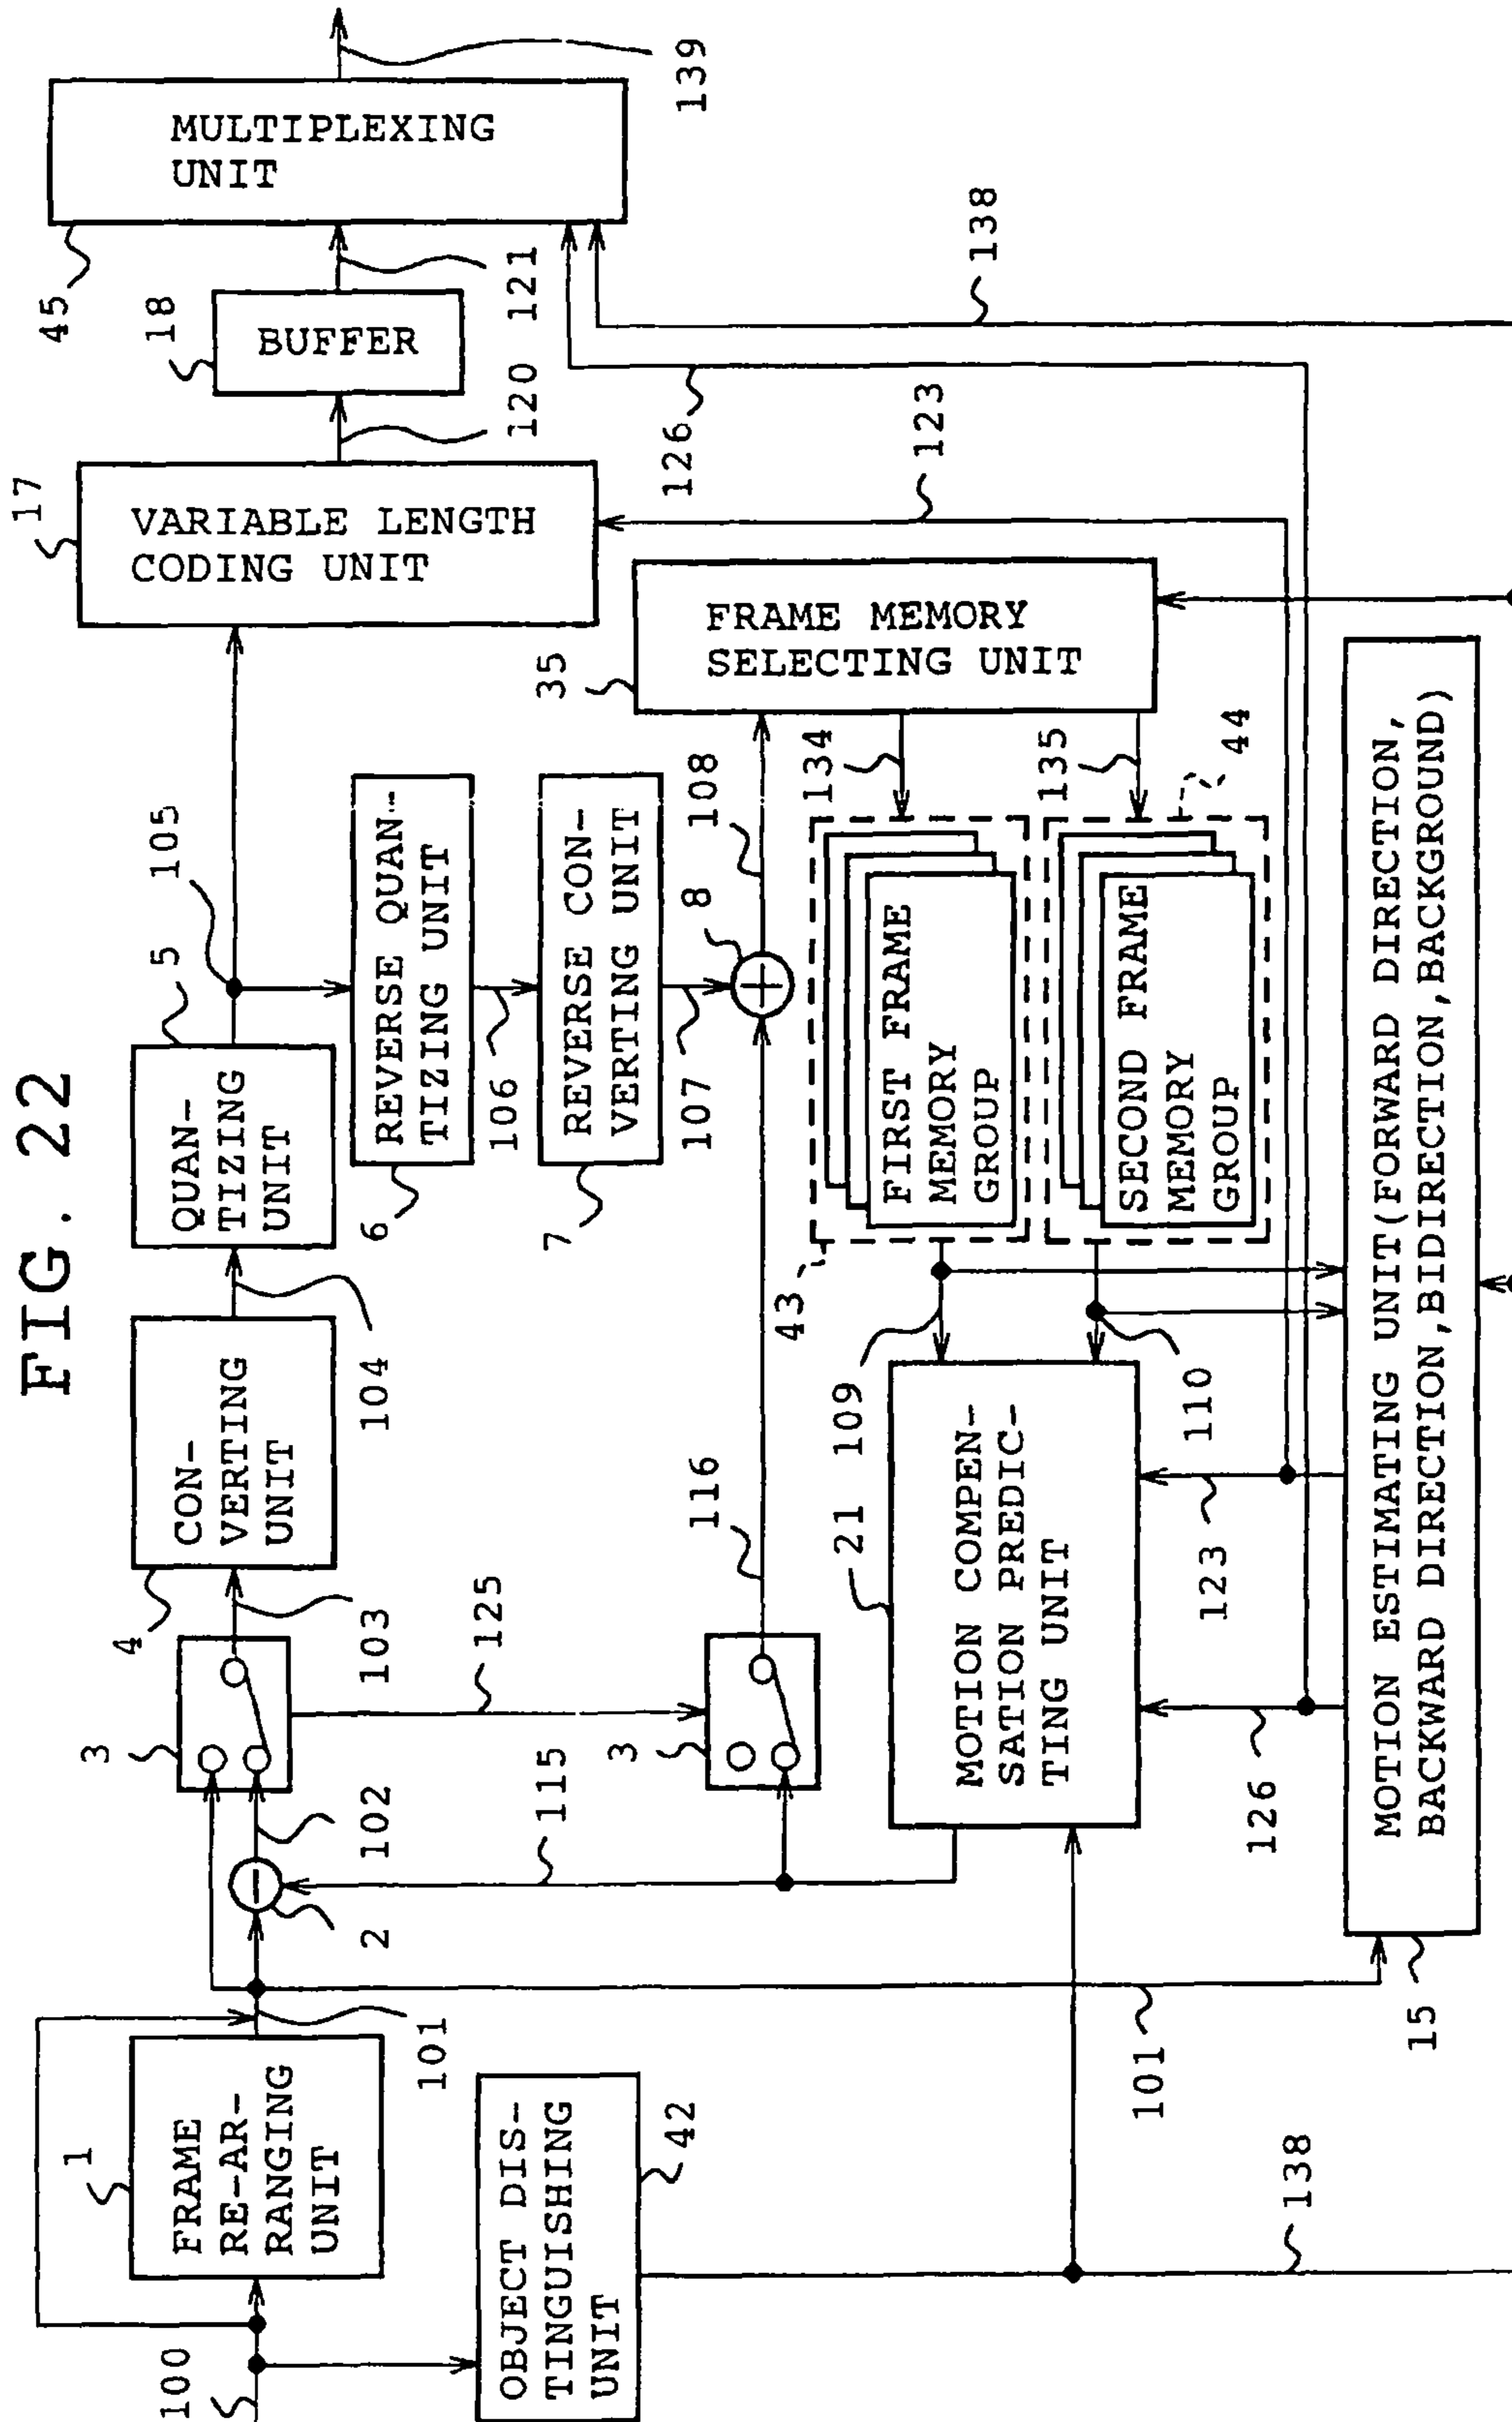 FIG. 22
100
1
FRAME
RE-AR-
RANGING
UNIT
101
2
102
3
103
4
CON-
VERTING
UNIT
104
5
QUAN-
TIZING
UNIT
105
17
VARIABLE LENGTH
CODING UNIT
120
18
BUFFER
121
45
MULTIPLEXING
UNIT
139
OBJECT DIS-
TINGUISHING
UNIT
42
115
125
3
116
6
REVERSE QUAN-
TIZING UNIT
106
7
REVERSE CON-
VERTING UNIT
107
8
108
35
FRAME MEMORY
SELECTING UNIT
126
123
138
134
135
43
FIRST FRAME
MEMORY
GROUP
44
SECOND FRAME
MEMORY
GROUP
21
109
MOTION COMPEN-
SATION PREDIC-
TING UNIT
110
126
123
101
138
15
MOTION ESTIMATING UNIT(FORWARD DIRECTION,
BACKWARD DIRECTION,BIDIRECTION,BACKGROUND)